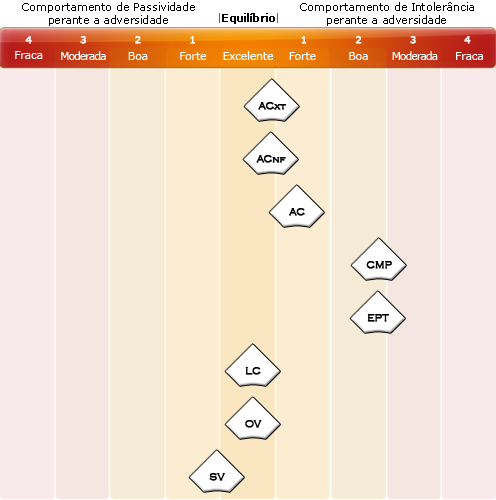 Comportamento de Passividade
perante a adversidade
|Equilíbrio|
Comportamento de Intolerância
perante a adversidade
4 3 2 1 1 2 3 4
Fraca Moderada Boa Forte Excelente Forte Boa Moderada Fraca
ACXT
ACNF
AC
CMP
EPT
LC
OV
SV